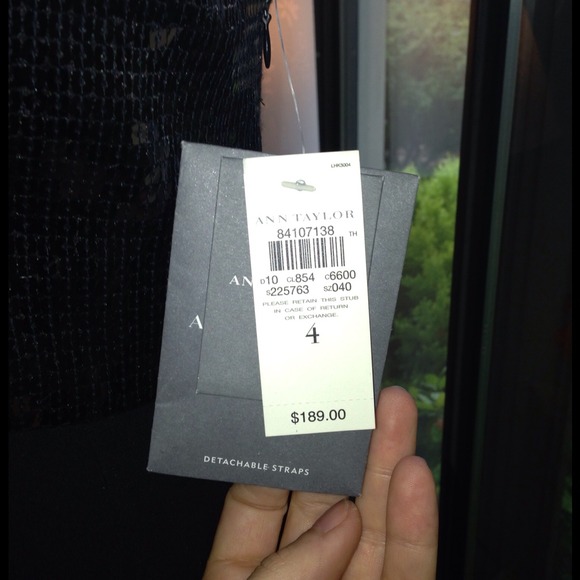 LHK3004
ANN TAYLOR
84107138 TH
D10 CL854 C6600
S225763 SZ040
PLEASE RETAIN THIS STUB
IN CASE OF RETURN
OR EXCHANGE.
4
$189.00
AN
A
DETACHABLE STRAPS